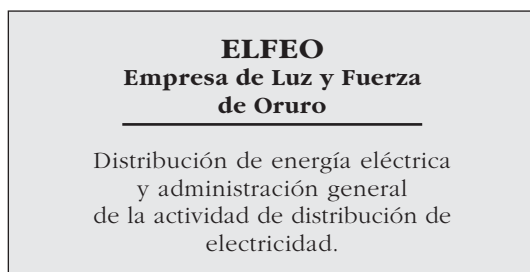 ELFEO
Empresa de Luz y Fuerza
de Oruro
Distribución de energía eléctrica
y administración general
de la actividad de distribución de
electricidad.